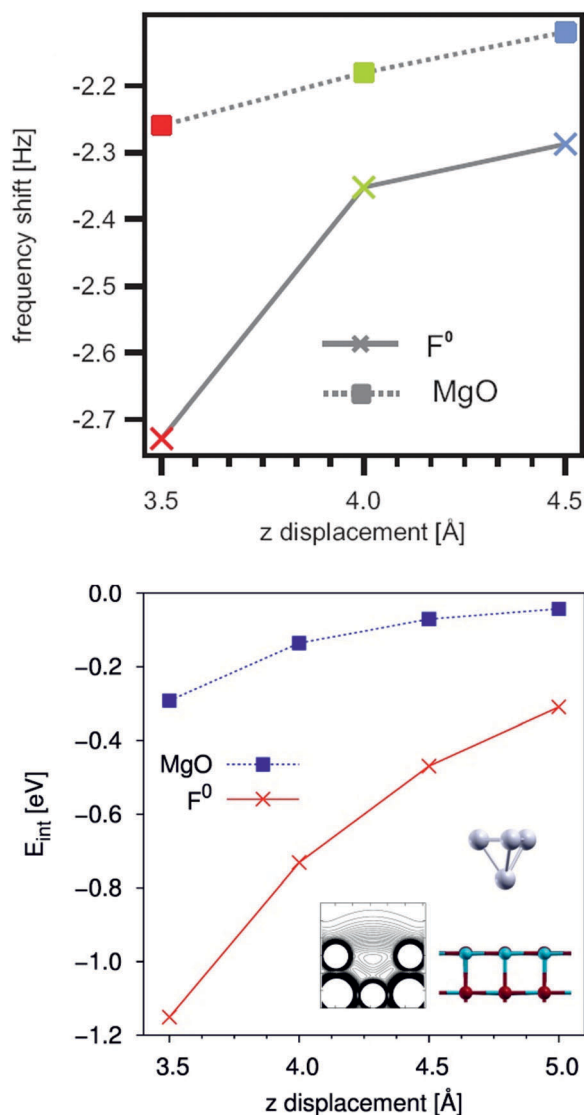 frequency shift [Hz]
-2.2
-2.3
-2.4
-2.5
-2.6
-2.7
F⁰
MgO
3.5 4.0 4.5
z displacement [Å]
E_int [eV]
0.0
−0.2
−0.4
−0.6
−0.8
−1.0
−1.2
MgO
F⁰
3.5 4.0 4.5 5.0
z displacement [Å]